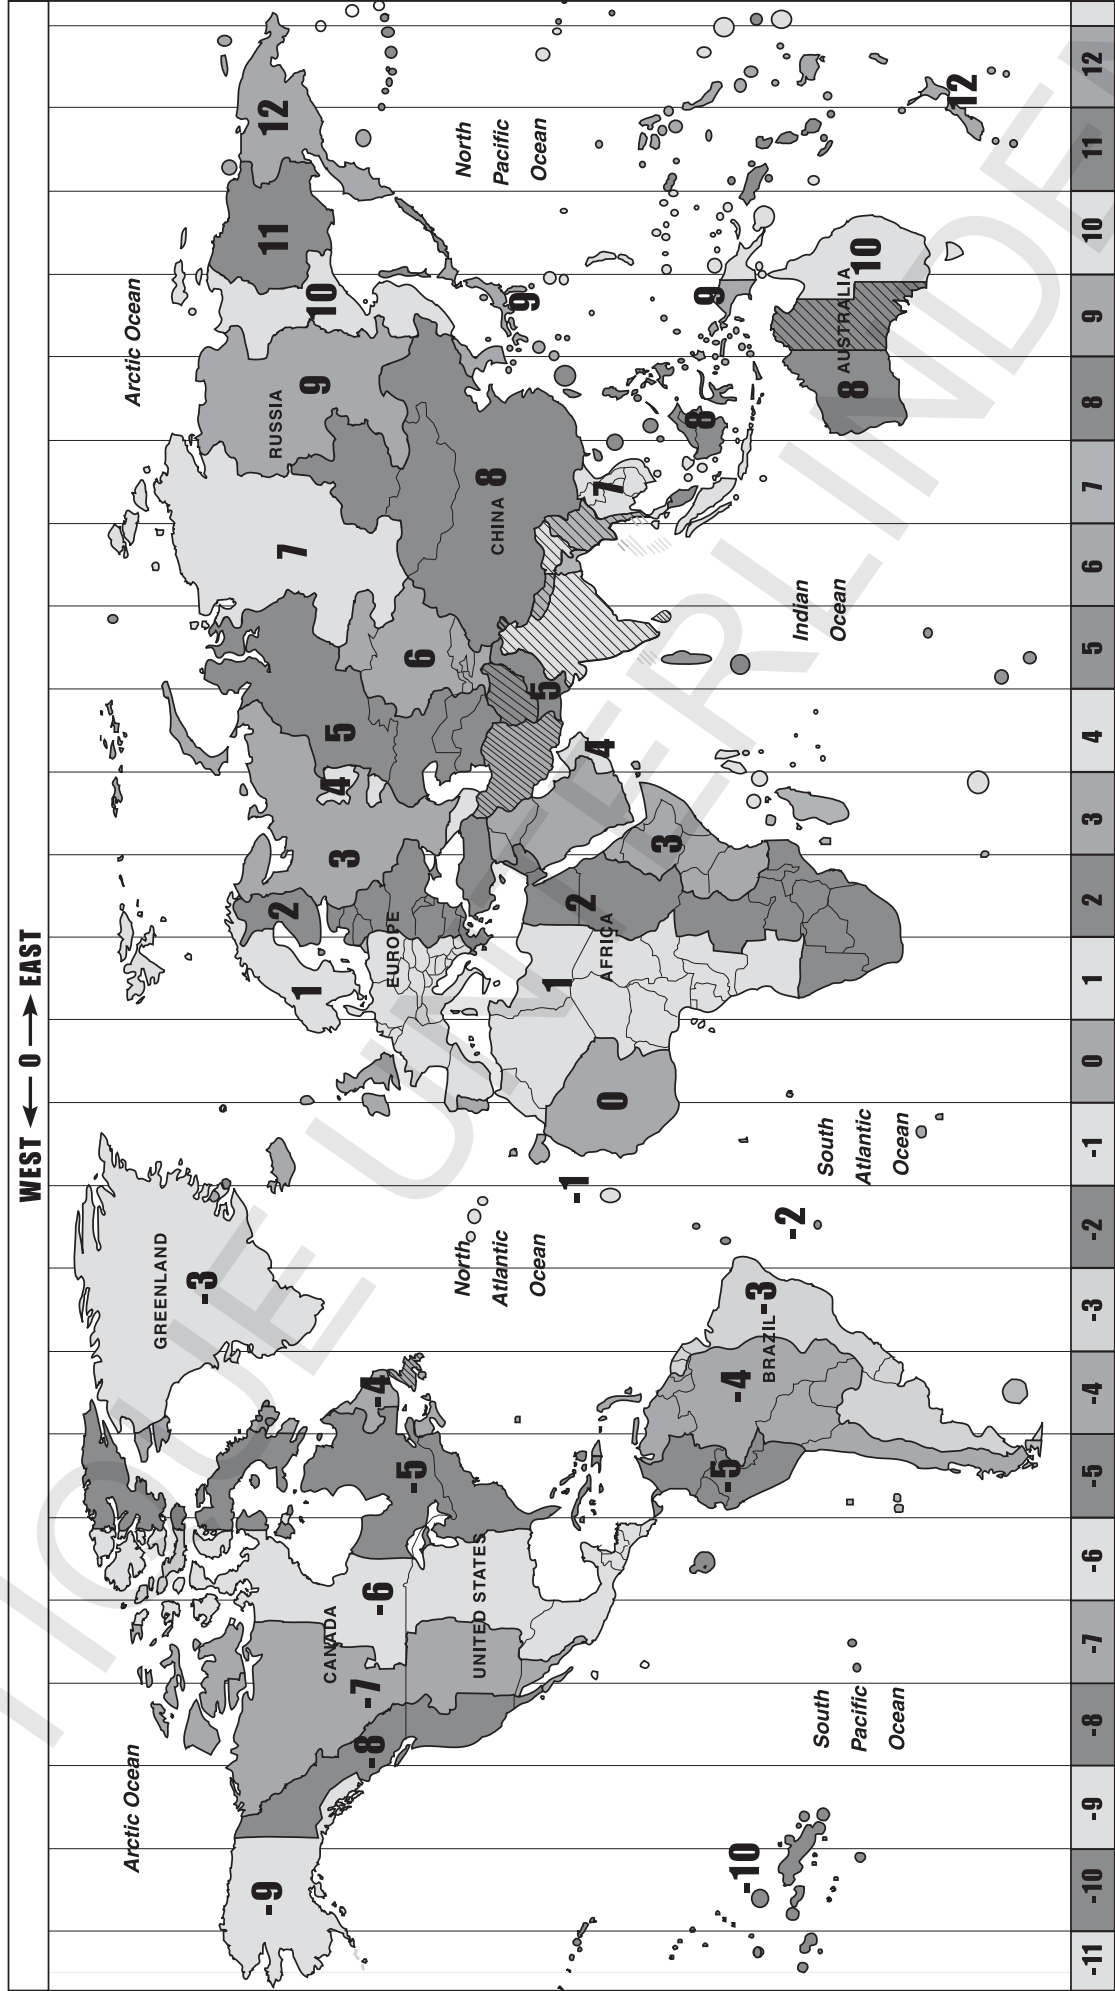 WEST ← 0 → EAST
Arctic Ocean
Arctic Ocean
GREENLAND
-3
-9
CANADA
-8
-7
-6
-5
-4
UNITED STATES
North
Atlantic
Ocean
-1
-10
-2
-5
-4
-3
BRAZIL
South
Pacific
Ocean
South
Atlantic
Ocean
1
2
3
4
5
6
7
RUSSIA
9
10
11
12
EUROPE
CHINA
8
North
Pacific
Ocean
0
1
2
AFRICA
3
4
5
7
9
8
9
Indian
Ocean
8
AUSTRALIA
10
12
-11 -10 -9 -8 -7 -6 -5 -4 -3 -2 -1 0 1 2 3 4 5 6 7 8 9 10 11 12
IQUE UNTERLINDE